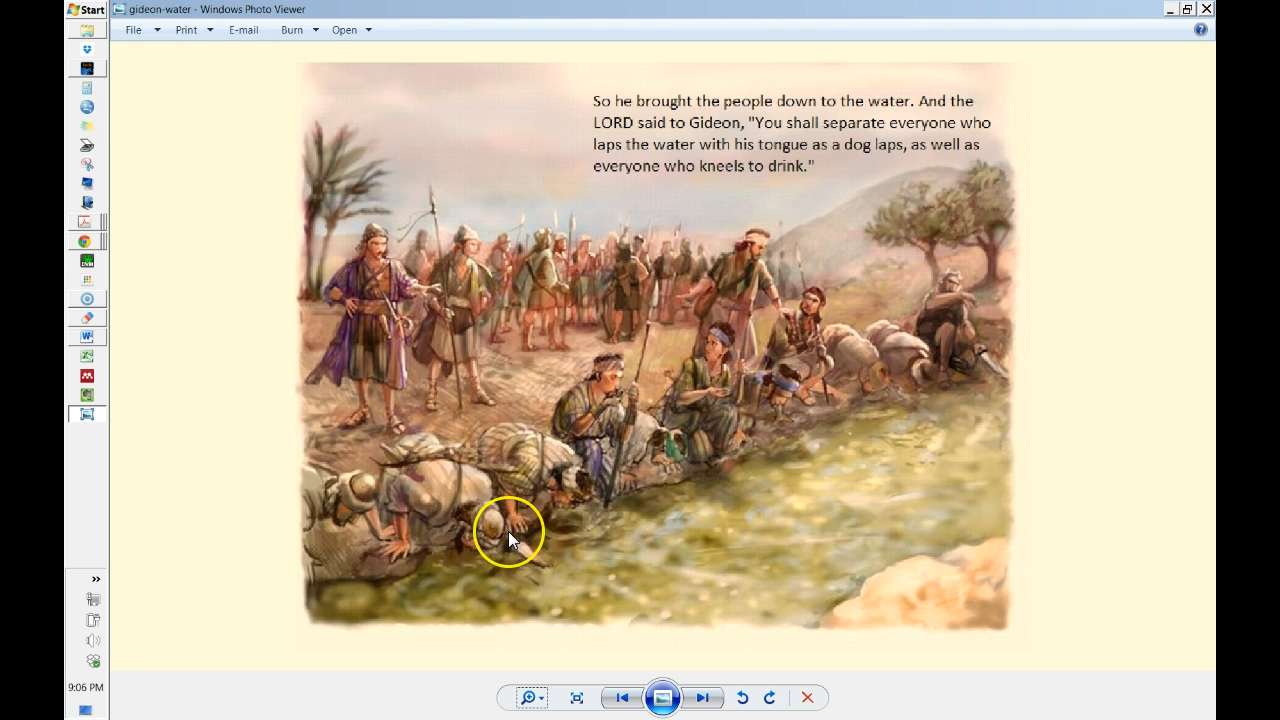 Start
gideon-water - Windows Photo Viewer
File Print E-mail Burn Open
So he brought the people down to the water. And the
LORD said to Gideon, "You shall separate everyone who
laps the water with his tongue as a dog laps, as well as
everyone who kneels to drink."
9:06 PM